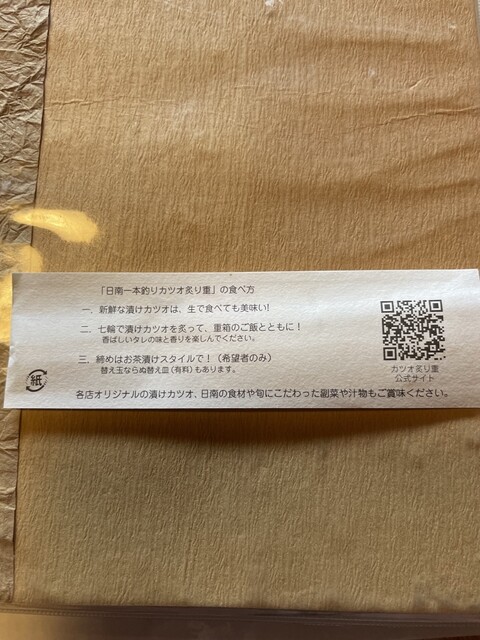 「日南一本釣りカツオ炙り重」の食べ方
一、新鮮な漬けカツオは、生で食べても美味い!
二、七輪で漬けカツオを炙って、重箱のご飯とともに!
香ばしいタレの味と香りを楽しんでください。
三、締めはお茶漬けスタイルで!（希望者のみ）
替え玉ならぬ替え皿（有料）もあります。
カツオ炙り重
公式サイト
紙
各店オリジナルの漬けカツオ、日南の食材や旬にこだわった副菜や汁物もご賞味ください。